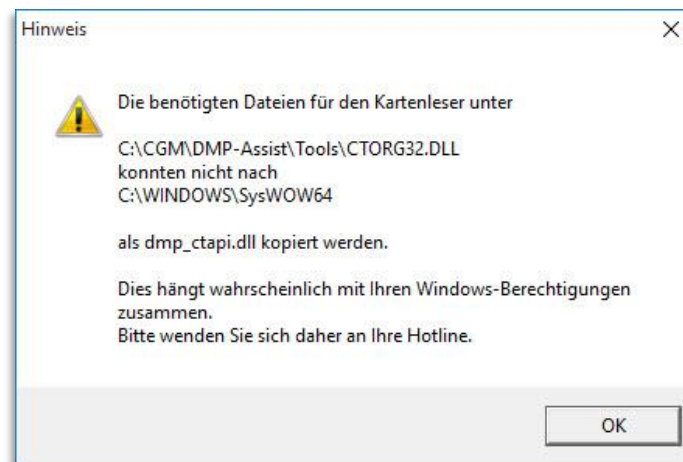 Hinweis
Die benötigten Dateien für den Kartenleser unter
C:\CGM\DMP-Assist\Tools\CTORG32.DLL
konnten nicht nach
C:\WINDOWS\SysWOW64
als dmp_ctapi.dll kopiert werden.
Dies hängt wahrscheinlich mit Ihren Windows-Berechtigungen
zusammen.
Bitte wenden Sie sich daher an Ihre Hotline.
OK